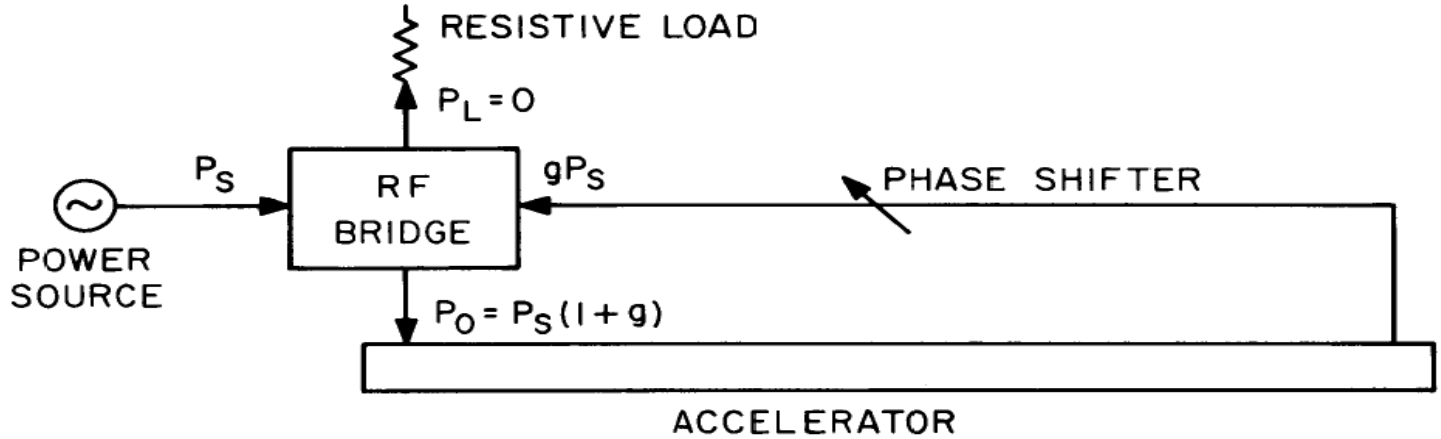 RESISTIVE LOAD
P_L = 0
P_S
gP_S
PHASE SHIFTER
RF
BRIDGE
POWER
SOURCE
P_O = P_S (1 + g)
ACCELERATOR